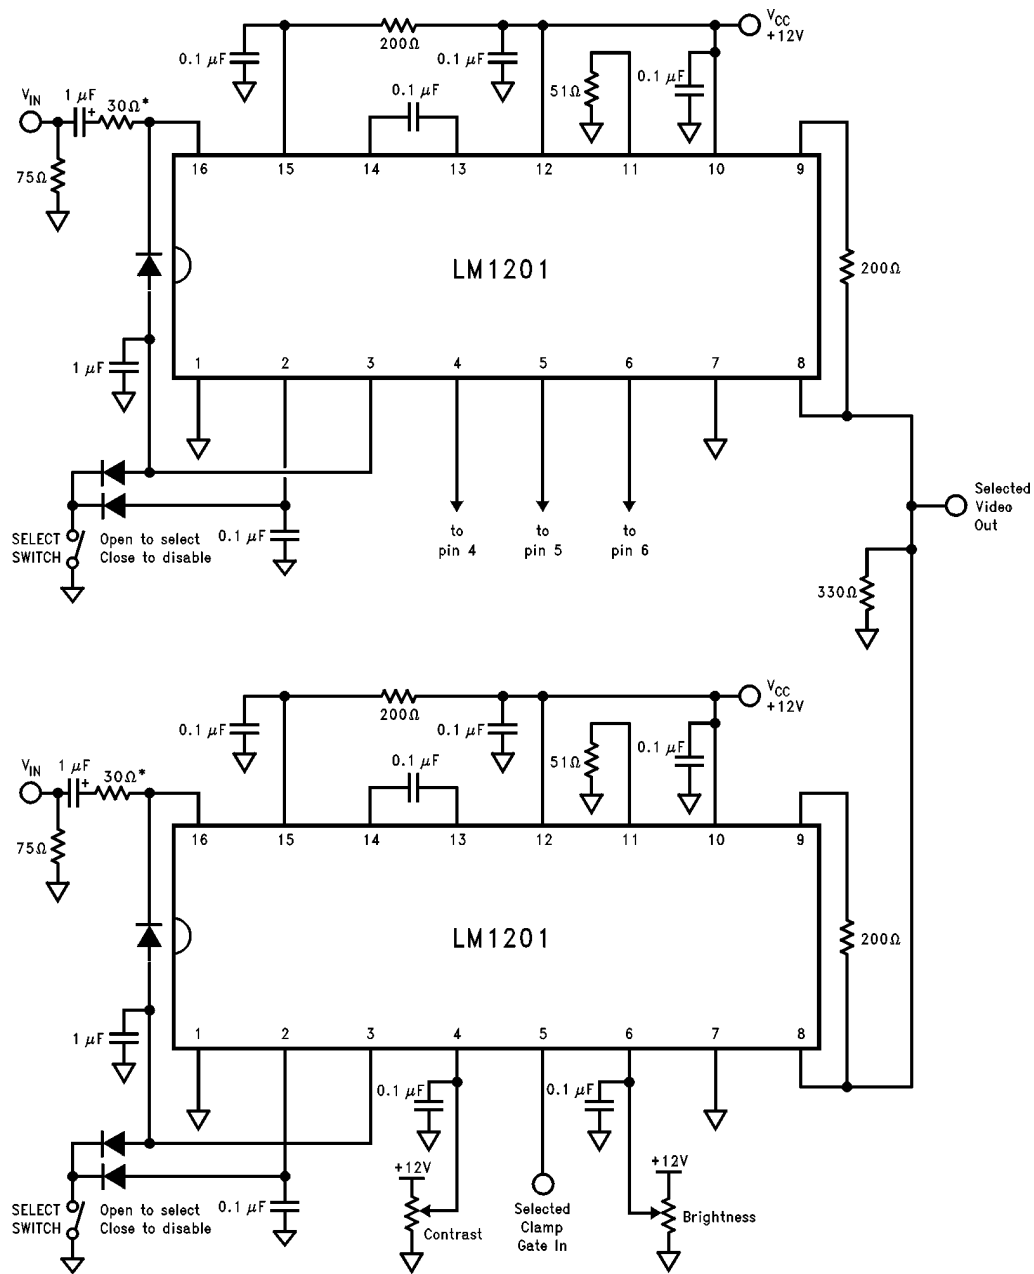 V_CC
+12V
0.1 μF
200Ω
0.1 μF
51Ω
0.1 μF
V_IN
1 μF
+
30Ω*
0.1 μF
75Ω
16
15
14
13
12
11
10
9
LM1201
200Ω
1 μF
1
2
3
4
5
6
7
8
Selected
Video
Out
SELECT
SWITCH
Open to select
Close to disable
0.1 μF
to
pin 4
to
pin 5
to
pin 6
330Ω
V_CC
+12V
0.1 μF
200Ω
0.1 μF
51Ω
0.1 μF
V_IN
1 μF
+
30Ω*
0.1 μF
75Ω
16
15
14
13
12
11
10
9
LM1201
200Ω
1 μF
1
2
3
4
5
6
7
8
0.1 μF
0.1 μF
+12V
+12V
SELECT
SWITCH
Open to select
Close to disable
0.1 μF
Contrast
Selected
Clamp
Gate In
Brightness